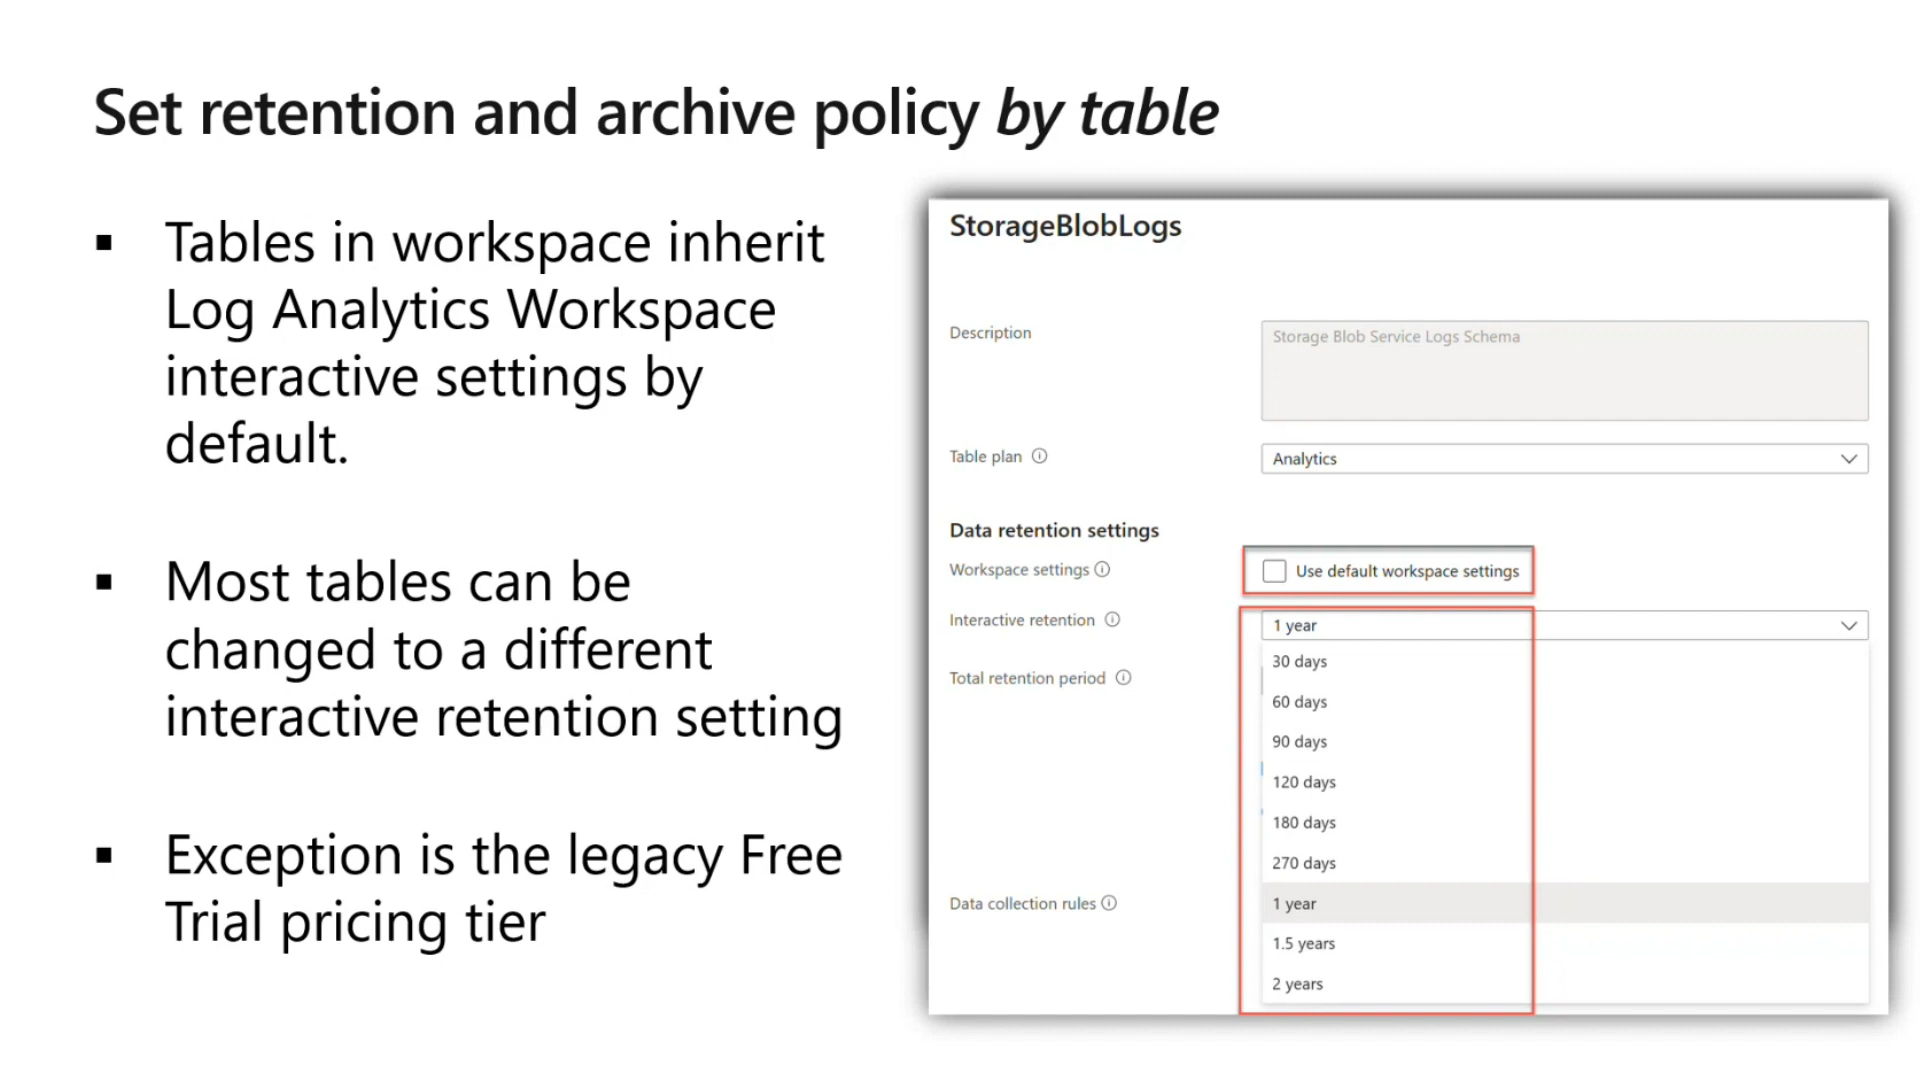 Set retention and archive policy by table
▪ Tables in workspace inherit
Log Analytics Workspace
interactive settings by
default.
▪ Most tables can be
changed to a different
interactive retention setting
▪ Exception is the legacy Free
Trial pricing tier
StorageBlobLogs
Description
Storage Blob Service Logs Schema
Table plan
Analytics
Data retention settings
Workspace settings
Use default workspace settings
Interactive retention
1 year
30 days
Total retention period
60 days
90 days
120 days
180 days
270 days
Data collection rules
1 year
1.5 years
2 years